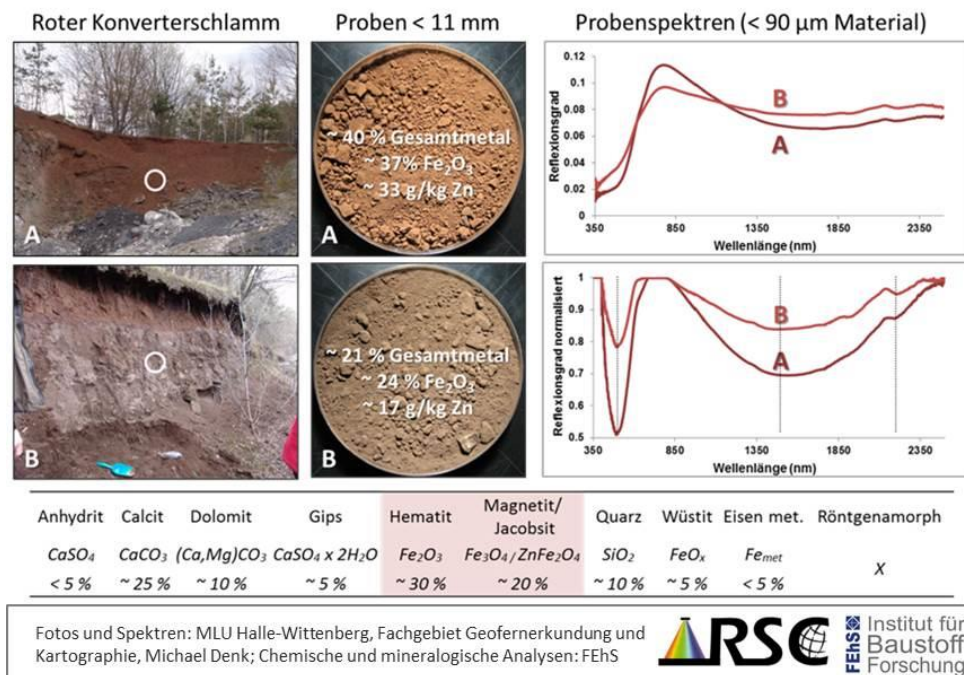 Roter Konverterschlamm
Proben < 11 mm
Probenspektren (< 90 µm Material)
A
~ 40 % Gesamtmetal
~ 37% Fe₂O₃
~ 33 g/kg Zn
A
0.12
0.1
0.08
0.06
0.04
0.02
0
Reflexionsgrad
B
A
350
850
1350
1850
2350
Wellenlänge (nm)
B
~ 21 % Gesamtmetal
~ 24 % Fe₂O₃
~ 17 g/kg Zn
B
1
0.9
0.8
0.7
0.6
0.5
Reflexionsgrad normalisiert
B
A
350
850
1350
1850
2350
Wellenlänge (nm)
Anhydrit Calcit Dolomit Gips Hematit Magnetit/ Quarz Wüstit Eisen met. Röntgenamorph
Jacobsit
CaSO₄ CaCO₃ (Ca,Mg)CO₃ CaSO₄ x 2H₂O Fe₂O₃ Fe₃O₄ / ZnFe₂O₄ SiO₂ FeOₓ Feₘₑₜ X
< 5 % ~ 25 % ~ 10 % ~ 5 % ~ 30 % ~ 20 % ~ 10 % ~ 5 % < 5 %
Fotos und Spektren: MLU Halle-Wittenberg, Fachgebiet Geofernerkundung und
Kartographie, Michael Denk; Chemische und mineralogische Analysen: FEhS
RSC
FEhS
Institut für
Baustoff
Forschung